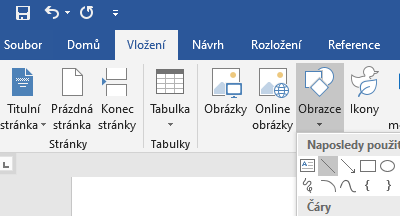 Soubor Domů Vložení Návrh Rozložení Reference
Titulní stránka Prázdná stránka Konec stránky Tabulka Obrázky Online obrázky Obrazce Ikony
Stránky Tabulky
Naposledy použit
Čáry